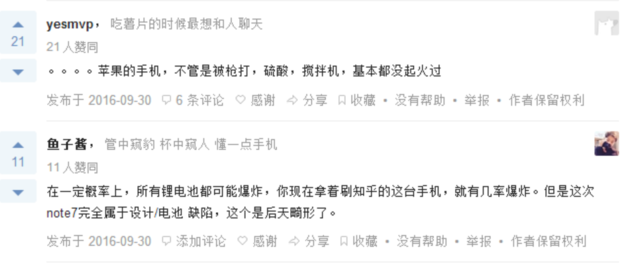 yesmvp，吃薯片的时候最想和人聊天
21
21 人赞同
。。。。苹果的手机，不管是被枪打，硫酸，搅拌机，基本都没起火过
发布于 2016-09-30 6 条评论 感谢 分享 收藏 • 没有帮助 • 举报 • 作者保留权利
鱼子酱，管中窥豹 杯中窥人 懂一点手机
11
11 人赞同
在一定概率上，所有锂电池都可能爆炸，你现在拿着刷知乎的这台手机，就有几率爆炸。但是这次
note7完全属于设计/电池 缺陷，这个是后天畸形了。
发布于 2016-09-30 添加评论 感谢 分享 收藏 • 没有帮助 • 举报 • 作者保留权利